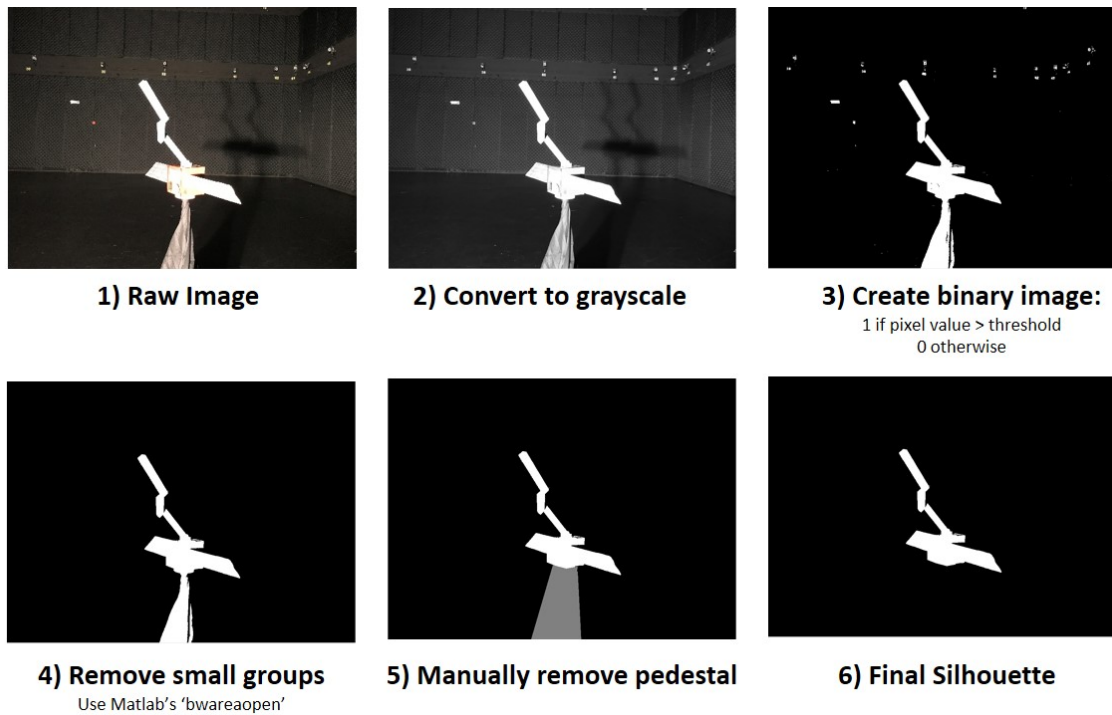 1) Raw Image
2) Convert to grayscale
3) Create binary image:
1 if pixel value > threshold
0 otherwise
4) Remove small groups
Use Matlab's 'bwareaopen'
5) Manually remove pedestal
6) Final Silhouette